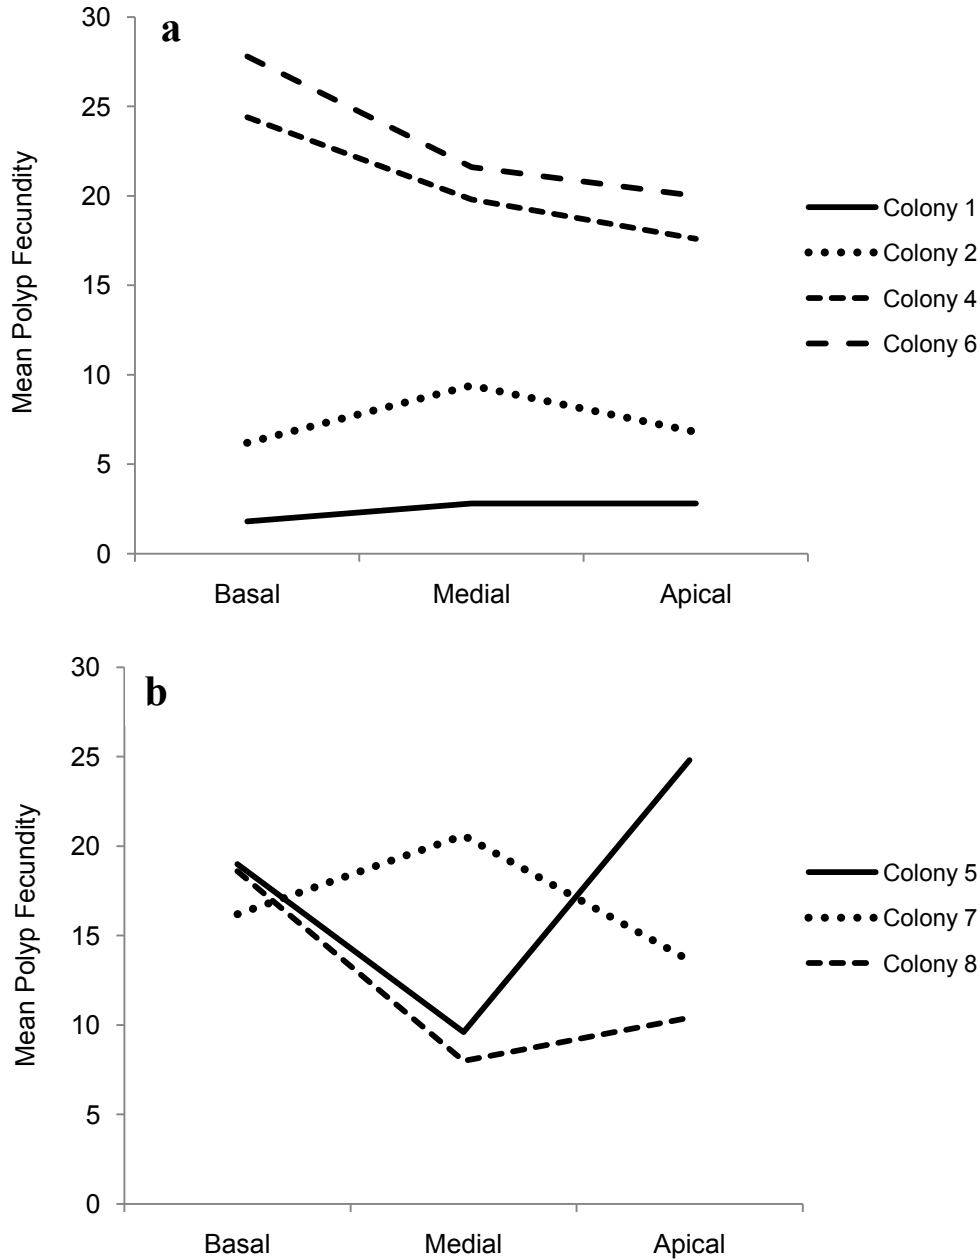 a
30
25
20
15
10
5
0
Mean Polyp Fecundity
Basal Medial Apical
Colony 1
Colony 2
Colony 4
Colony 6
b
30
25
20
15
10
5
0
Mean Polyp Fecundity
Basal Medial Apical
Colony 5
Colony 7
Colony 8